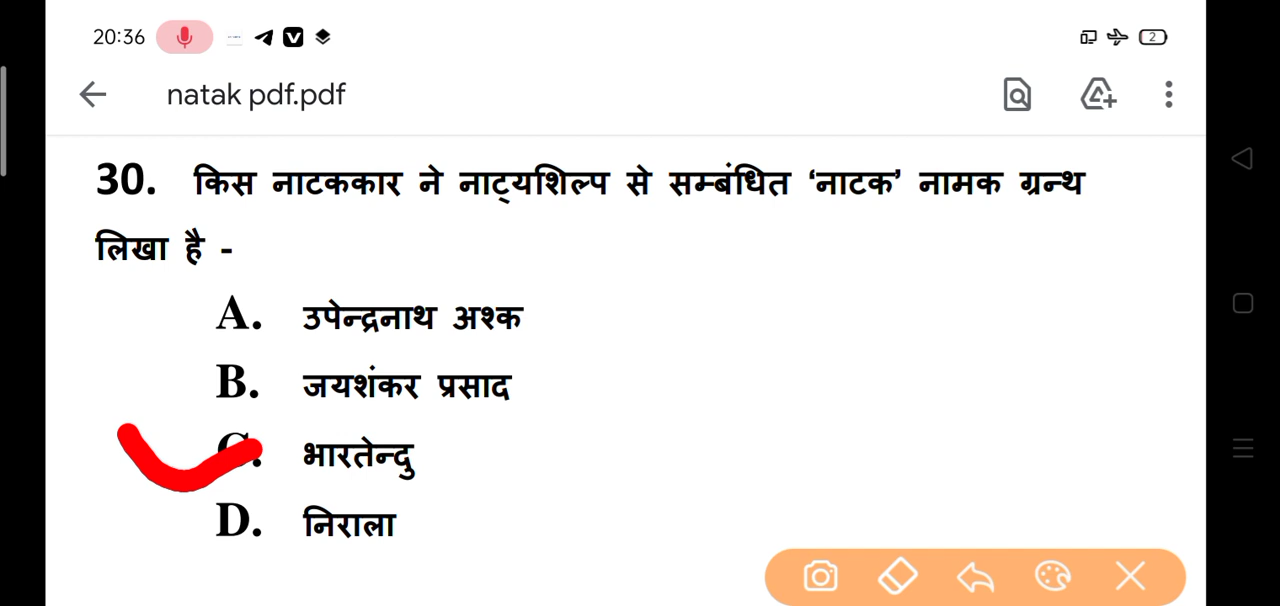 20:36
2
natak pdf.pdf
30. किस नाटककार ने नाट्यशिल्प से सम्बंधित ‘नाटक’ नामक ग्रन्थ
लिखा है -
A. उपेन्द्रनाथ अश्क
B. जयशंकर प्रसाद
C. भारतेन्दु
D. निराला